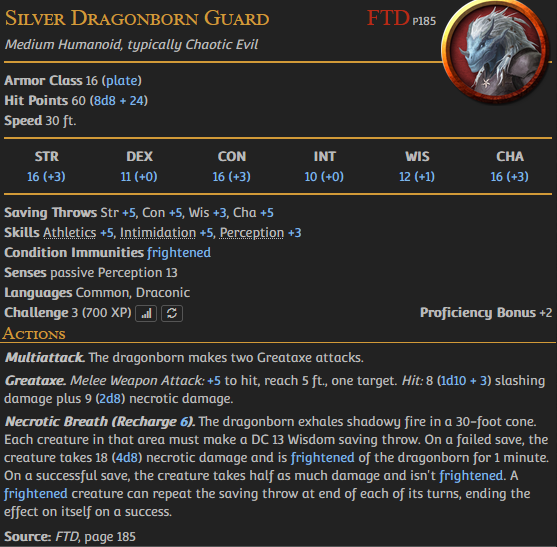 Silver Dragonborn Guard FTD P185
Medium Humanoid, typically Chaotic Evil
Armor Class 16 (plate)
Hit Points 60 (8d8 + 24)
Speed 30 ft.
STR DEX CON INT WIS CHA
16 (+3) 11 (+0) 16 (+3) 10 (+0) 12 (+1) 16 (+3)
Saving Throws Str +5, Con +5, Wis +3, Cha +5
Skills Athletics +5, Intimidation +5, Perception +3
Condition Immunities frightened
Senses passive Perception 13
Languages Common, Draconic
Challenge 3 (700 XP) Proficiency Bonus +2
Actions
Multiattack. The dragonborn makes two Greataxe attacks.
Greataxe. Melee Weapon Attack: +5 to hit, reach 5 ft., one target. Hit: 8 (1d10 + 3) slashing
damage plus 9 (2d8) necrotic damage.
Necrotic Breath (Recharge 6). The dragonborn exhales shadowy fire in a 30-foot cone.
Each creature in that area must make a DC 13 Wisdom saving throw. On a failed save, the
creature takes 18 (4d8) necrotic damage and is frightened of the dragonborn for 1 minute.
On a successful save, the creature takes half as much damage and isn't frightened. A
frightened creature can repeat the saving throw at end of each of its turns, ending the
effect on itself on a success.
Source: FTD, page 185